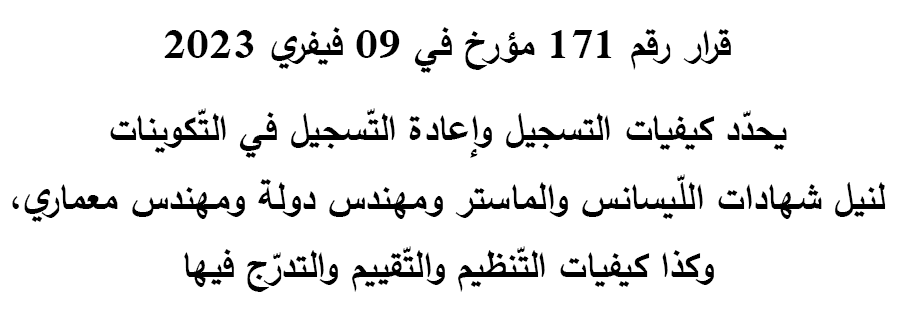 قرار رقم 171 مؤرخ في 09 فيفري 2023
يحدّد كيفيات التسجيل وإعادة التّسجيل في التّكوينات
لنيل شهادات اللّيسانس والماستر ومهندس دولة ومهندس معماري،
وكذا كيفيات التّنظيم والتّقييم والتدرّج فيها